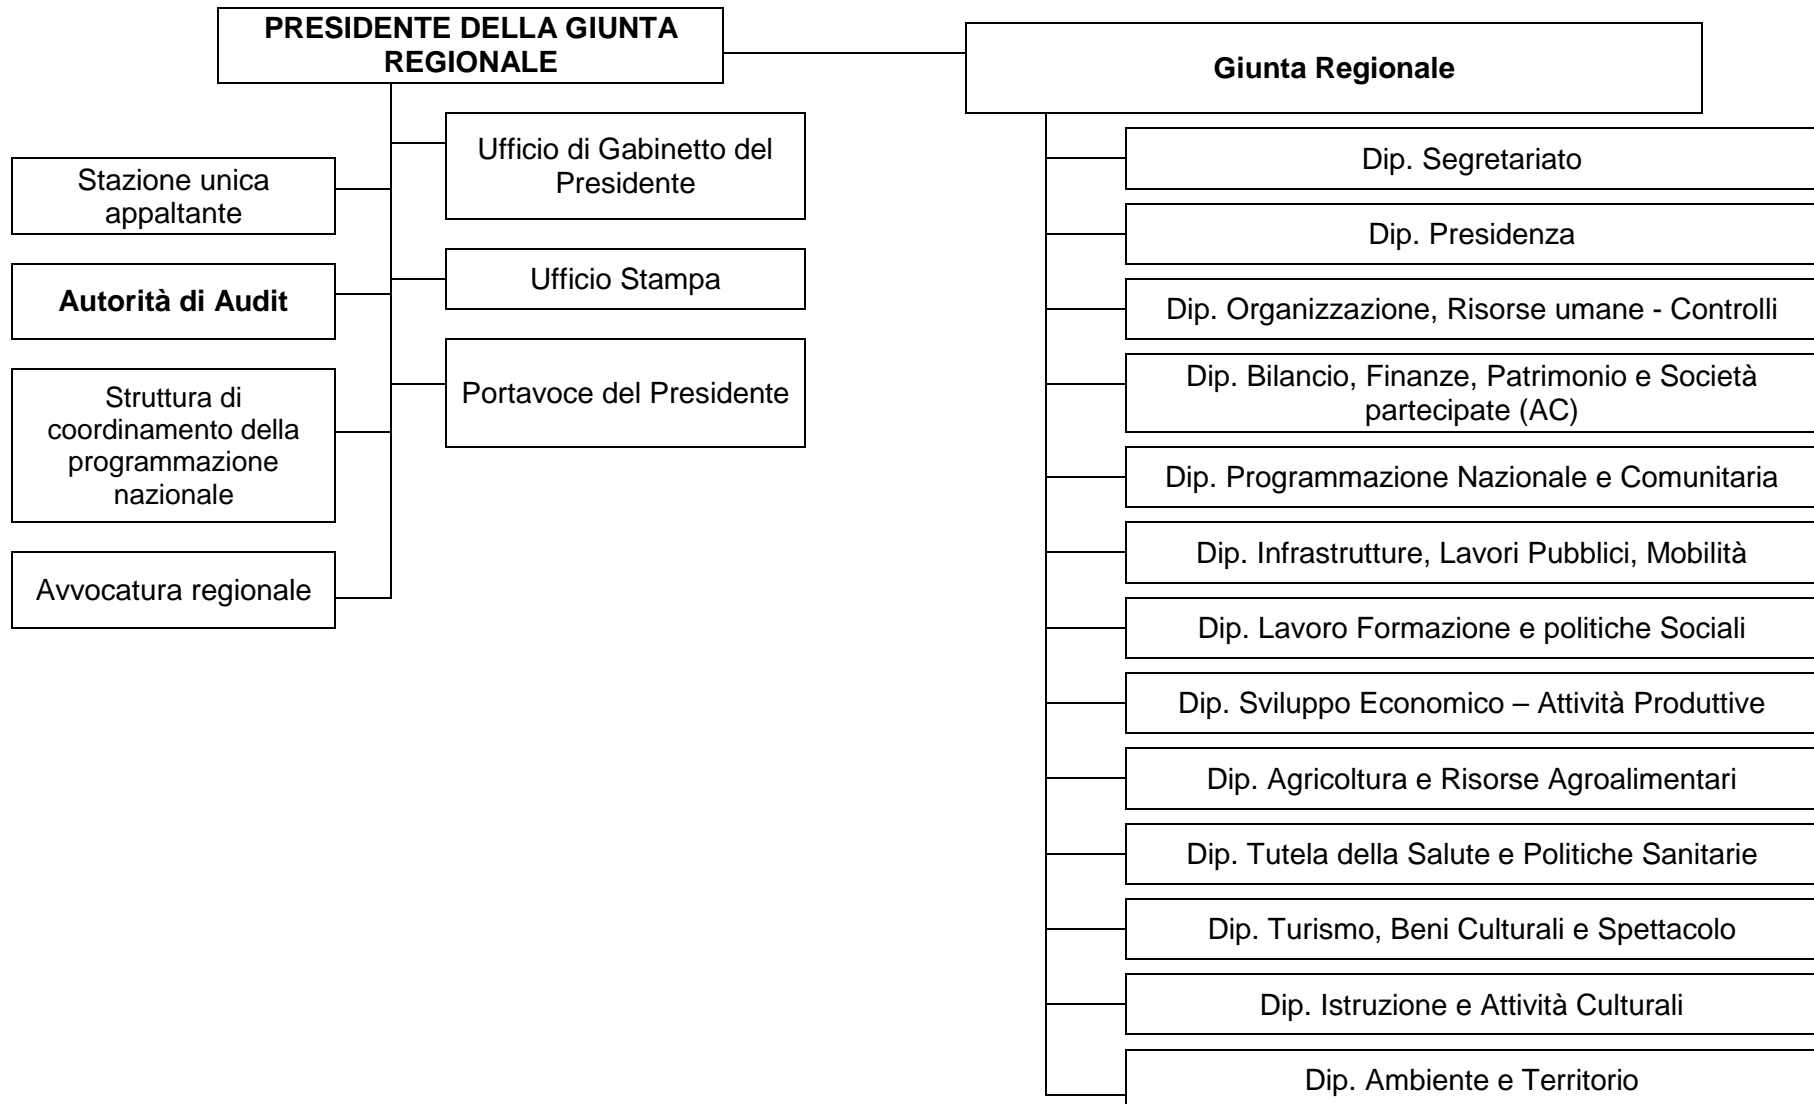 PRESIDENTE DELLA GIUNTA
REGIONALE
Giunta Regionale
Stazione unica
appaltante
Autorità di Audit
Struttura di
coordinamento della
programmazione
nazionale
Avvocatura regionale
Ufficio di Gabinetto del
Presidente
Ufficio Stampa
Portavoce del Presidente
Dip. Segretariato
Dip. Presidenza
Dip. Organizzazione, Risorse umane - Controlli
Dip. Bilancio, Finanze, Patrimonio e Società
partecipate (AC)
Dip. Programmazione Nazionale e Comunitaria
Dip. Infrastrutture, Lavori Pubblici, Mobilità
Dip. Lavoro Formazione e politiche Sociali
Dip. Sviluppo Economico – Attività Produttive
Dip. Agricoltura e Risorse Agroalimentari
Dip. Tutela della Salute e Politiche Sanitarie
Dip. Turismo, Beni Culturali e Spettacolo
Dip. Istruzione e Attività Culturali
Dip. Ambiente e Territorio